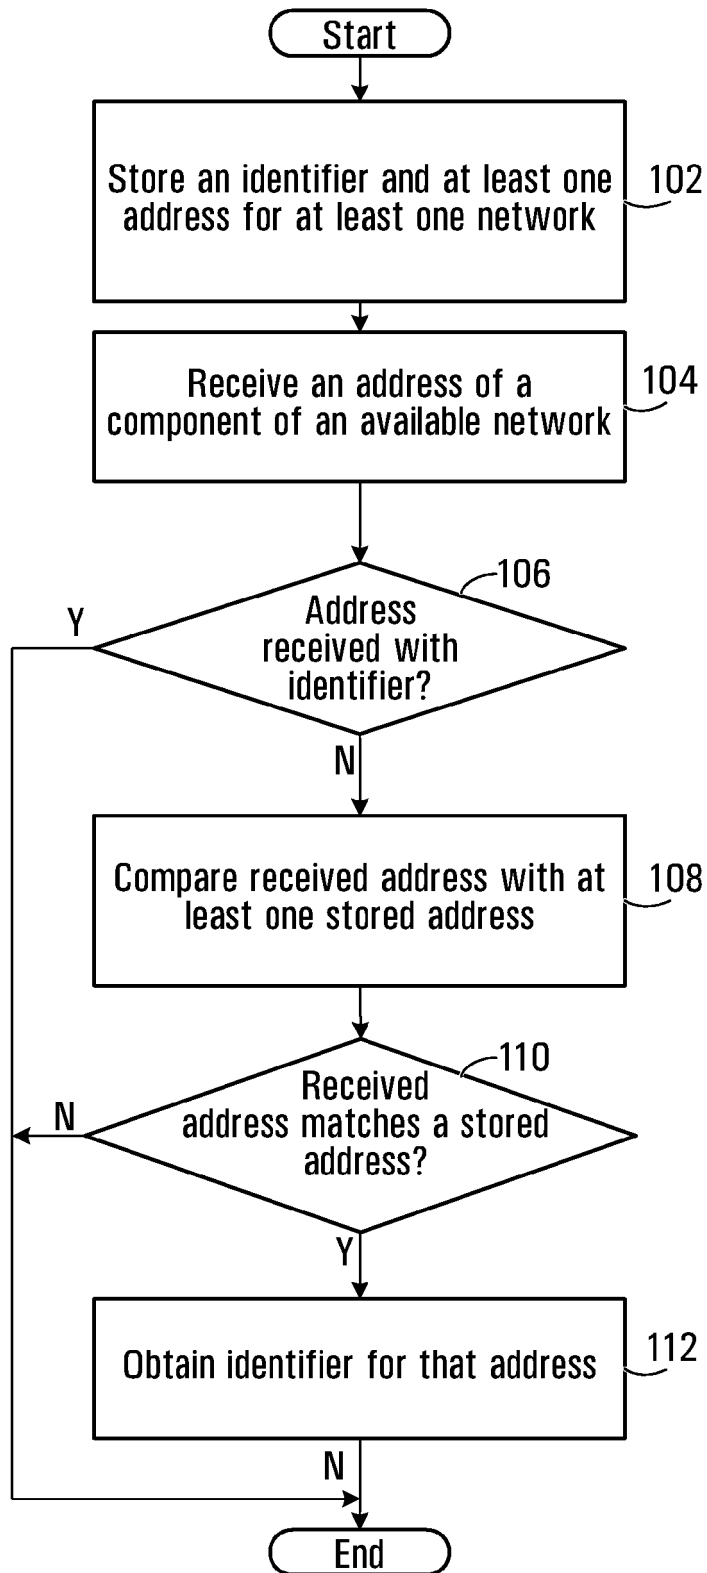 Start
Store an identifier and at least one
address for at least one network
102
Receive an address of a
component of an available network
104
106
Address
received with
identifier?
Y
N
Compare received address with at
least one stored address
108
110
Received
address matches a stored
address?
N
Y
Obtain identifier for that address
112
N
End